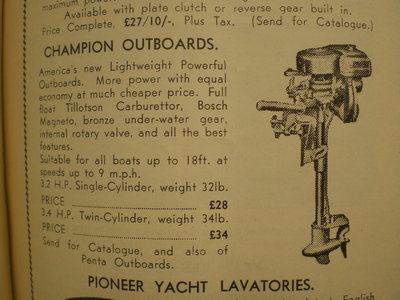 maximum power
Available with plate clutch or reverse gear built in.
Price Complete, £27/10/-, Plus Tax. (Send for Catalogue.)
CHAMPION OUTBOARDS.
America's new Lightweight Powerful
Outboards. More power with equal
economy at much cheaper price. Full
Float Tillotson Carburettor, Bosch
Magneto, bronze under-water gear,
internal rotary valve, and all the best
features.
Suitable for all boats up to 18ft. at
speeds up to 9 m.p.h.
3.2 H.P. Single-Cylinder, weight 32lb.
PRICE ........................ £28
3.4 H.P. Twin-Cylinder, weight 34lb.
PRICE ........................ £34
Send for Catalogue, and also of
Penta Outboards.
PIONEER YACHT LAVATORIES.
English